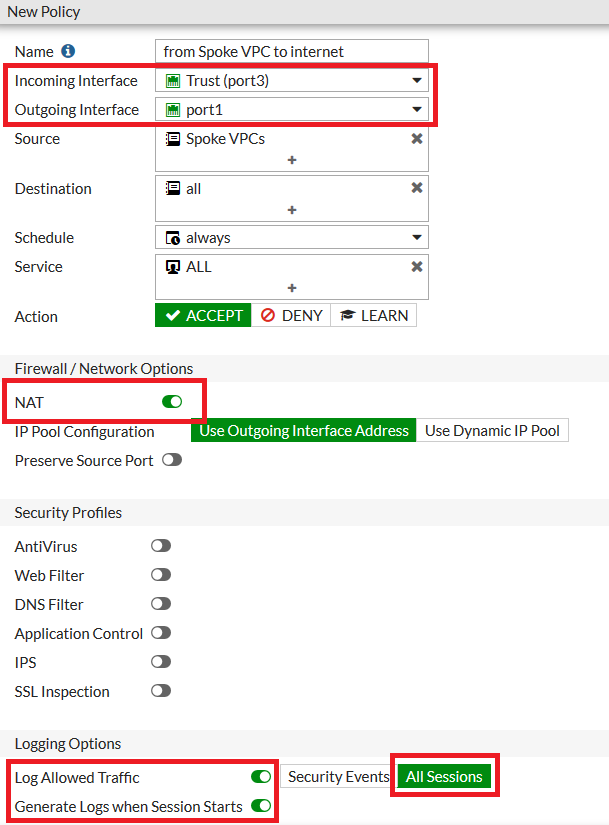 New Policy
Name from Spoke VPC to internet
Incoming Interface Trust (port3)
Outgoing Interface port1
Source Spoke VPCs
+
Destination all
+
Schedule always
Service ALL
+
Action ACCEPT DENY LEARN
Firewall / Network Options
NAT
IP Pool Configuration Use Outgoing Interface Address Use Dynamic IP Pool
Preserve Source Port
Security Profiles
AntiVirus
Web Filter
DNS Filter
Application Control
IPS
SSL Inspection
Logging Options
Log Allowed Traffic Security Events All Sessions
Generate Logs when Session Starts